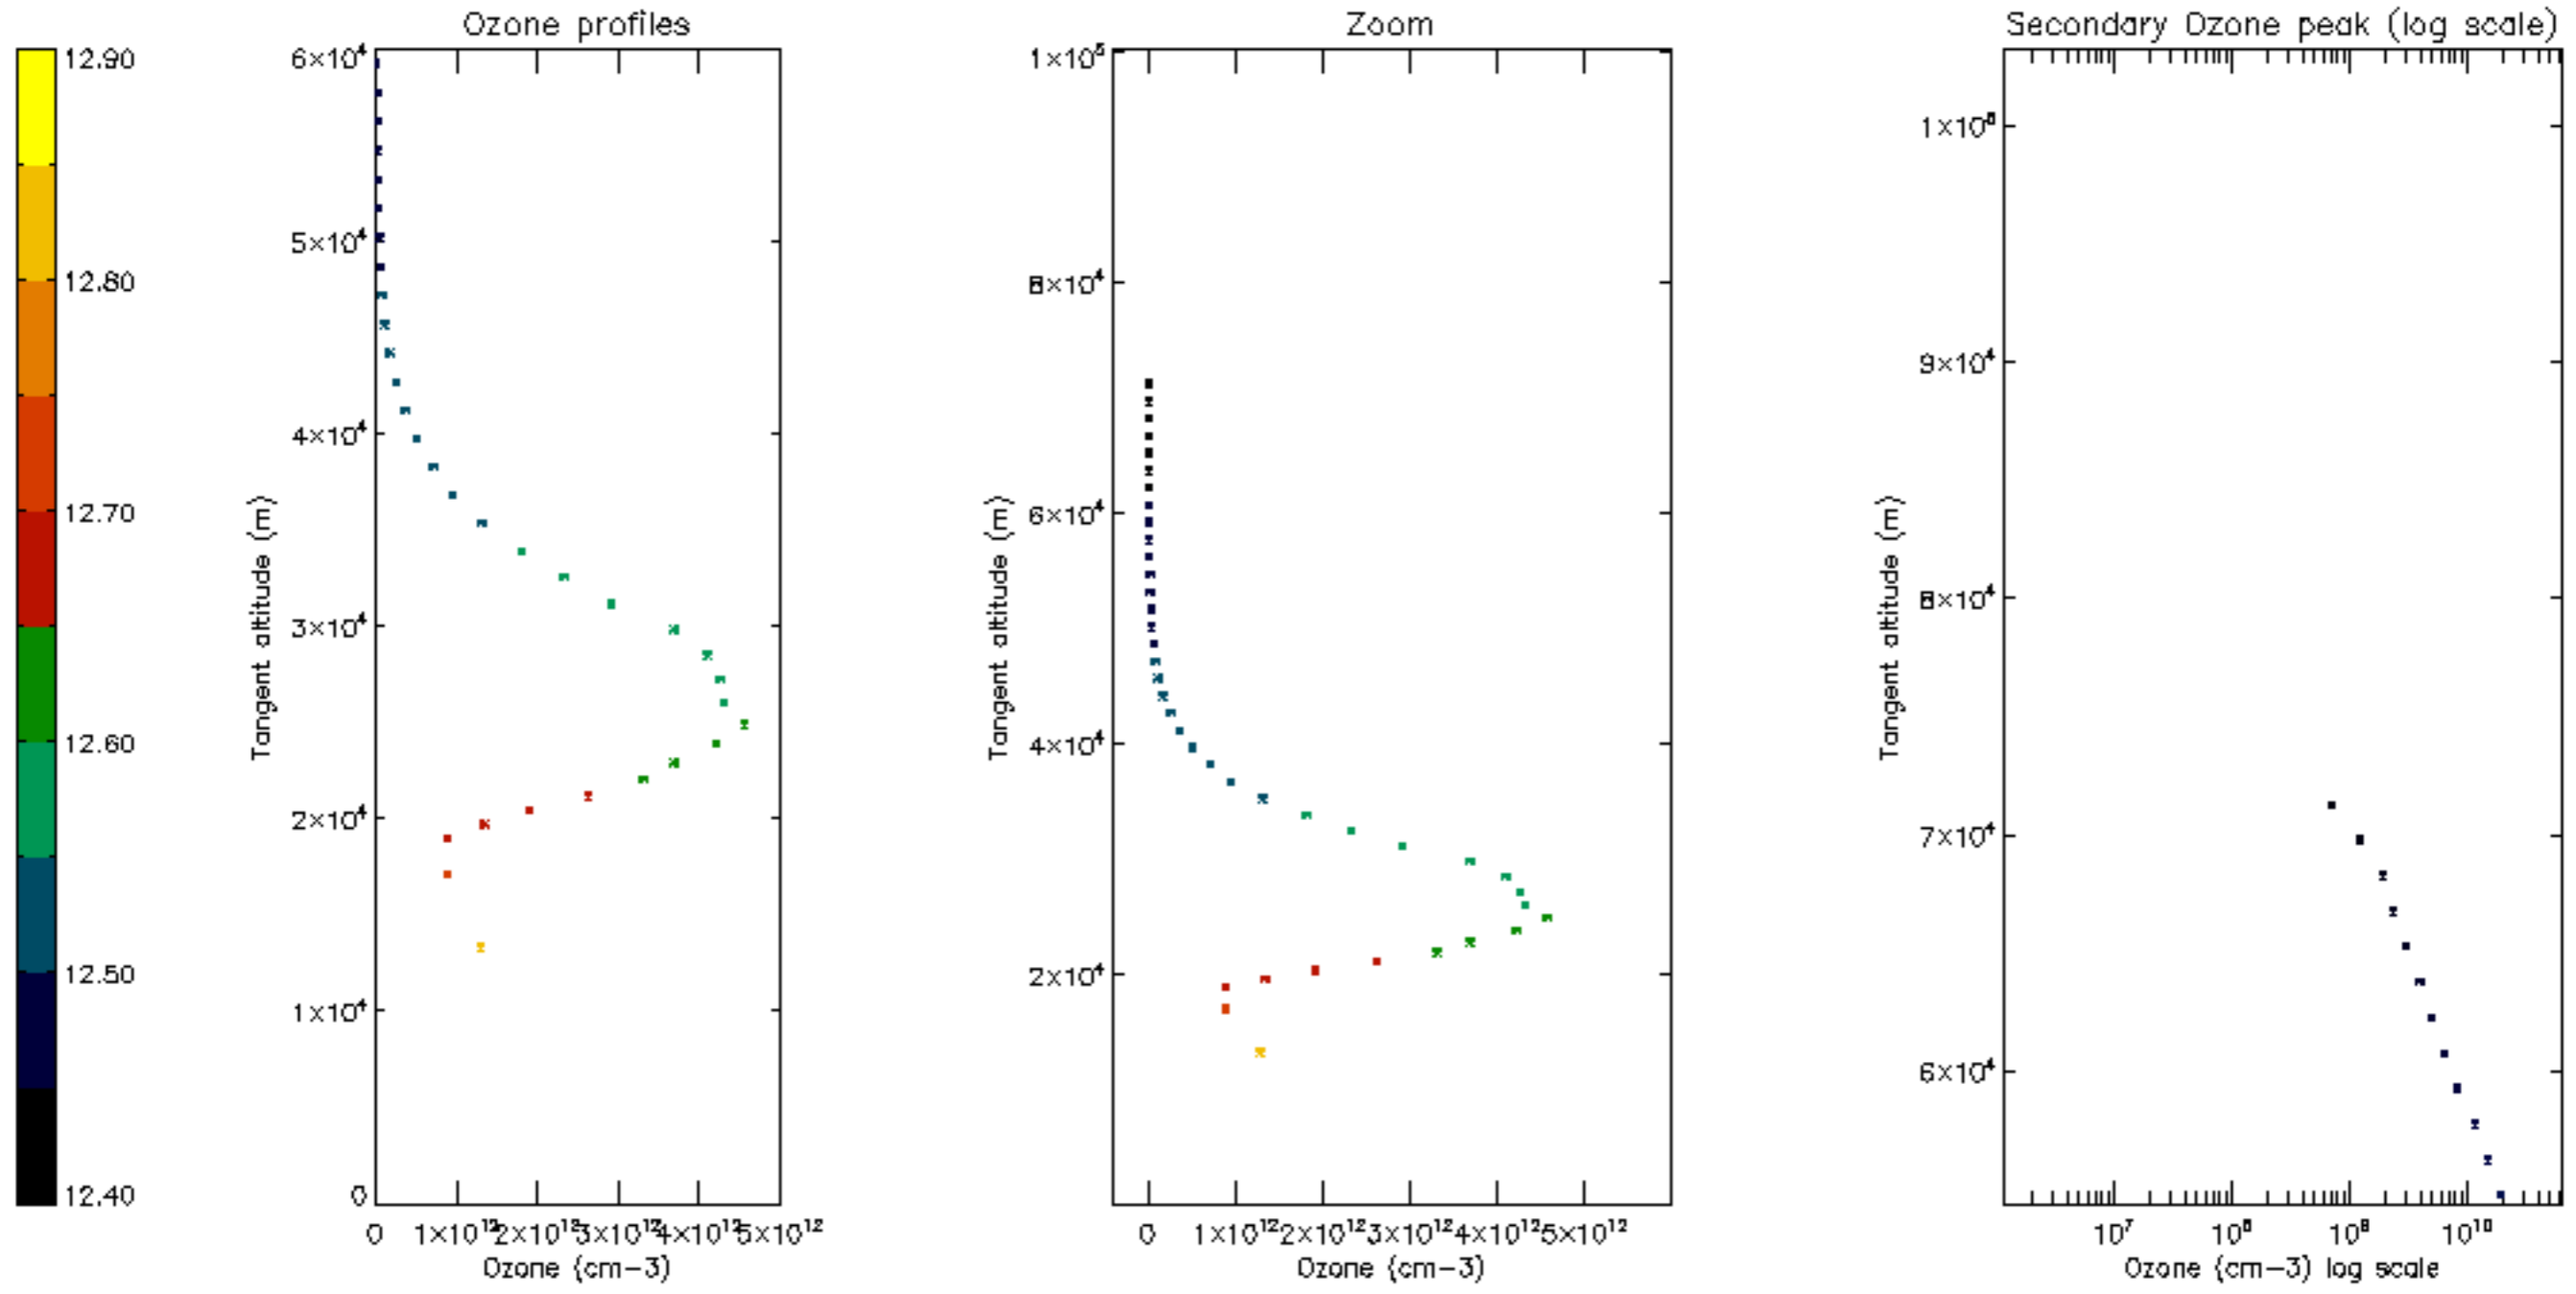 Ozone profiles
Zoom
Secondary Ozone peak (log scale)
12.90
12.80
12.70
12.60
12.50
12.40
Tangent altitude (m)
6×10⁴
5×10⁴
4×10⁴
3×10⁴
2×10⁴
1×10⁴
0
0 1×10¹² 2×10¹² 3×10¹² 4×10¹² 5×10¹²
Ozone (cm-3)
Tangent altitude (m)
1×10⁵
8×10⁴
6×10⁴
4×10⁴
2×10⁴
0 1×10¹² 2×10¹² 3×10¹² 4×10¹² 5×10¹²
Ozone (cm-3)
Tangent altitude (m)
1×10⁵
9×10⁴
8×10⁴
7×10⁴
6×10⁴
10⁷ 10⁸ 10⁹ 10¹⁰
Ozone (cm-3) log scale